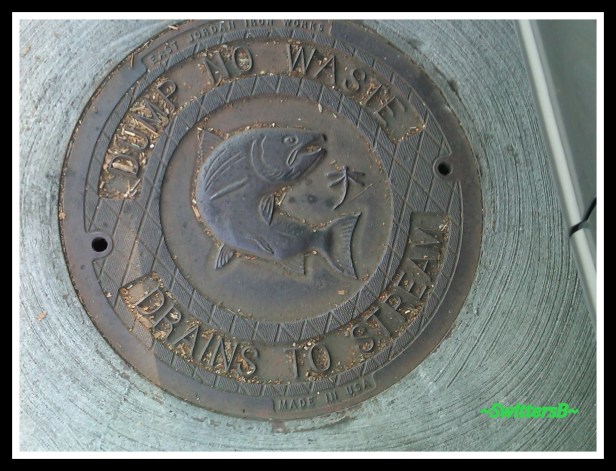 EAST JORDAN IRON WORKS
DUMP NO WASTE
DRAINS TO STREAM
MADE IN USA
~SwittersB~